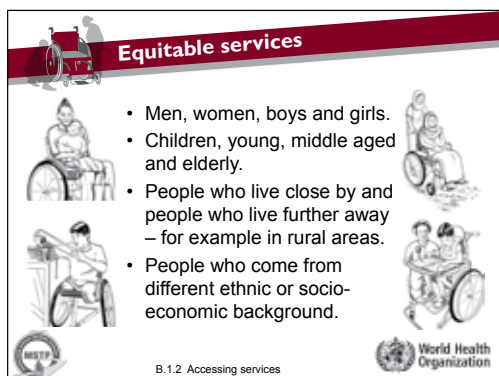 Equitable services
• Men, women, boys and girls.
• Children, young, middle aged
and elderly.
• People who live close by and
people who live further away
– for example in rural areas.
• People who come from
different ethnic or socio-
economic background.
WSTP
B.1.2 Accessing services
World Health
Organization